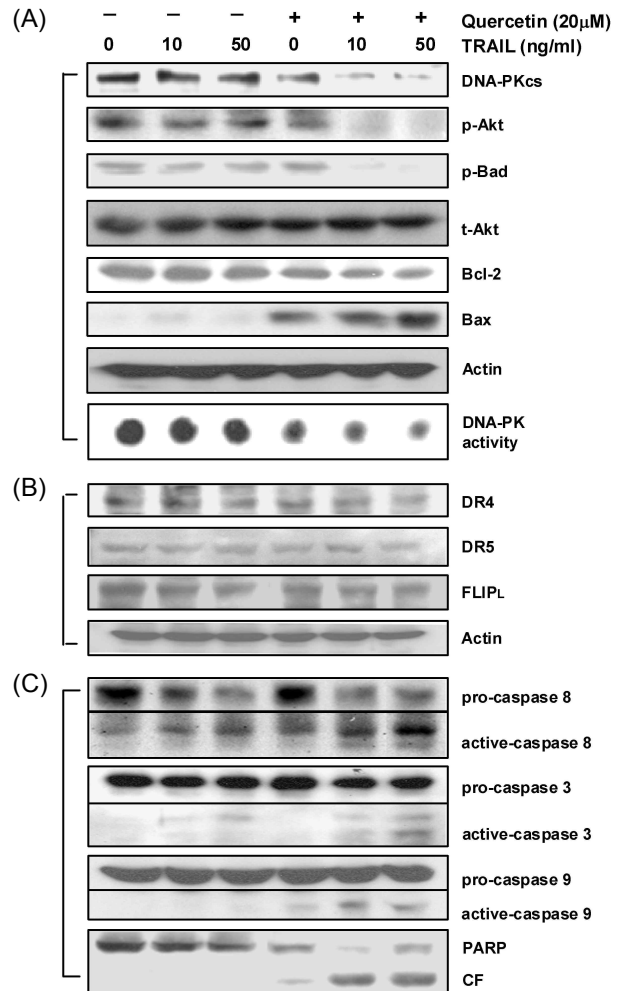 (A) – – – + + + Quercetin (20μM)
0 10 50 0 10 50 TRAIL (ng/ml)
DNA-PKcs
p-Akt
p-Bad
t-Akt
Bcl-2
Bax
Actin
DNA-PK
activity
(B)
DR4
DR5
FLIPL
Actin
(C)
pro-caspase 8
active-caspase 8
pro-caspase 3
active-caspase 3
pro-caspase 9
active-caspase 9
PARP
CF